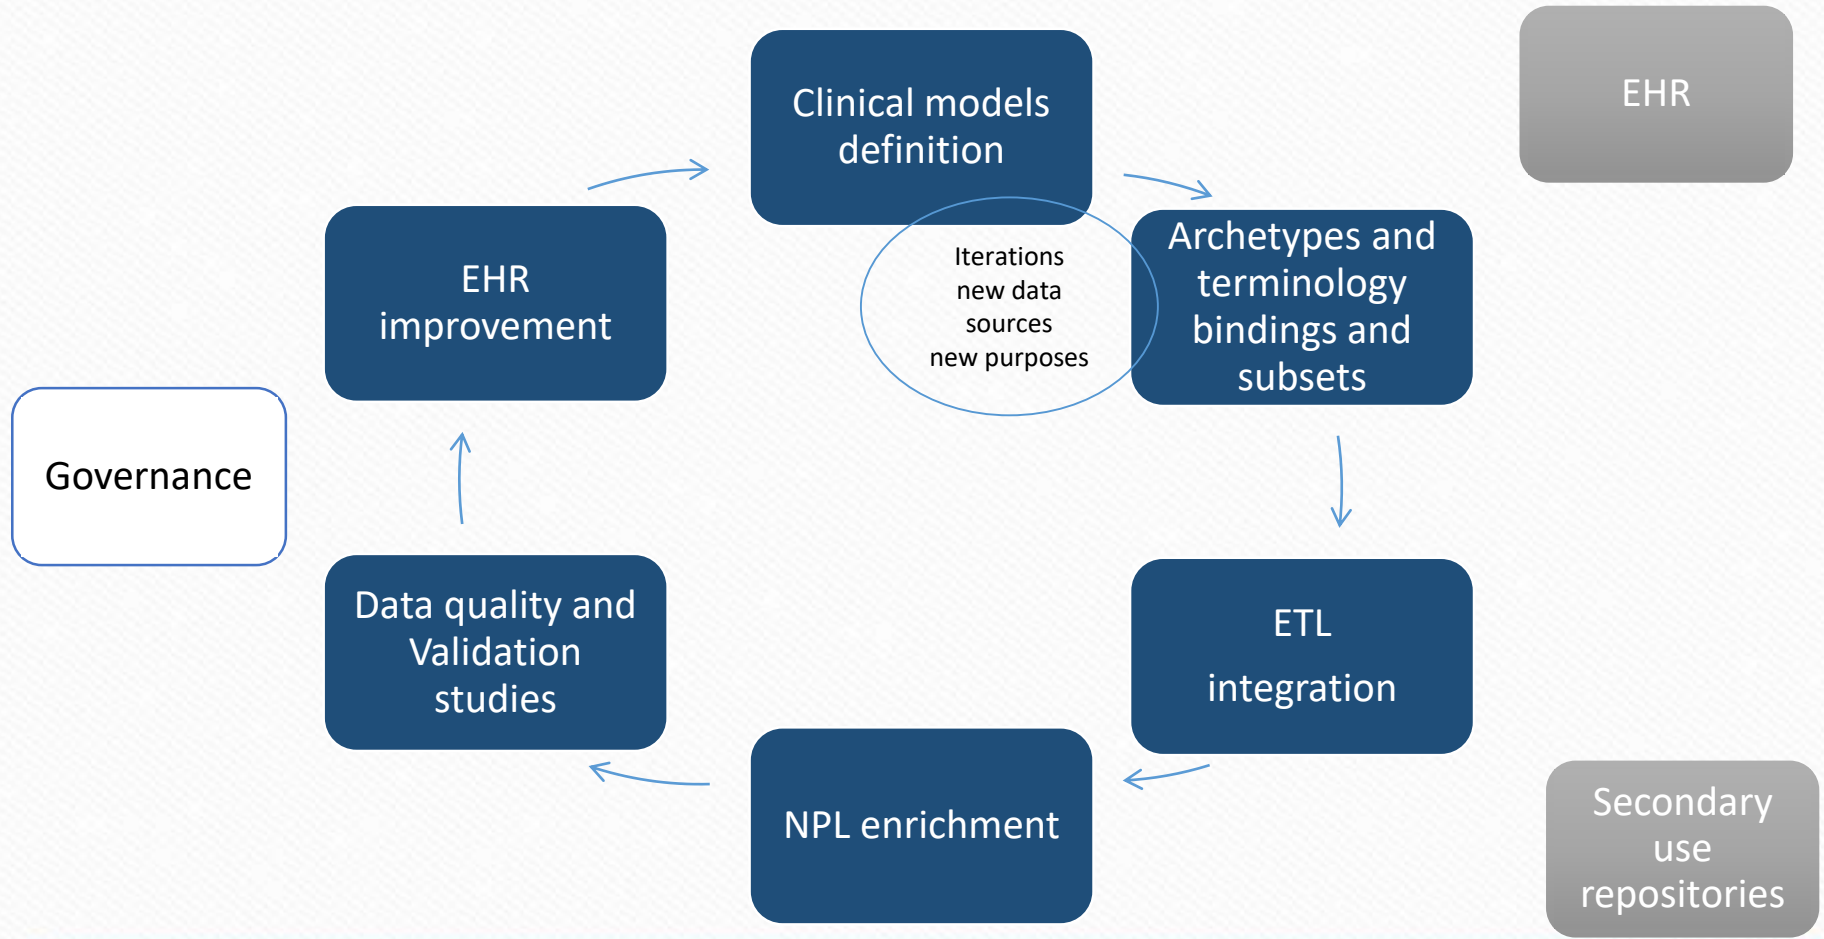 Clinical models
definition
EHR
Archetypes and
terminology
bindings and
subsets
Iterations
new data
sources
new purposes
EHR
improvement
Governance
Data quality and
Validation
studies
ETL
integration
NPL enrichment
Secondary
use
repositories